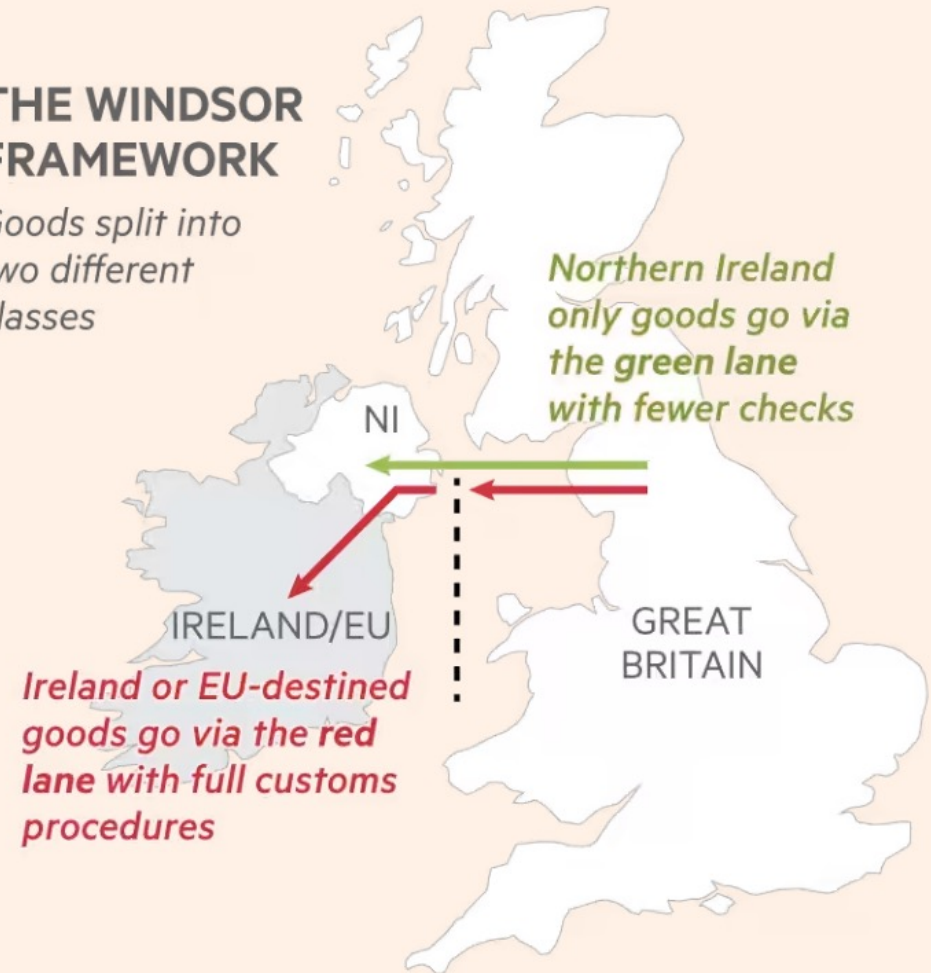 THE WINDSOR
FRAMEWORK
Goods split into
wo different
lasses
Northern Ireland
only goods go via
the green lane
with fewer checks
NI
IRELAND/EU
GREAT
BRITAIN
Ireland or EU-destined
goods go via the red
lane with full customs
procedures